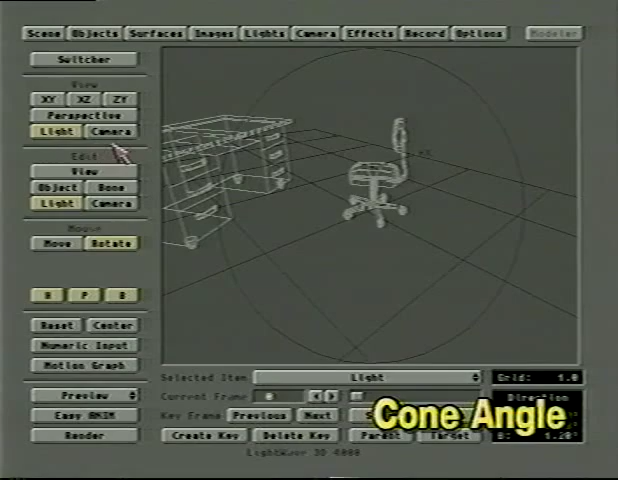 Scene Objects Surfaces Images Lights Camera Effects Record Options Modeler
Switcher
View
XY XZ ZY
Perspective
Light Camera
Edit
View
Object Bone
Light Camera
Mouse
Move Rotate
H P B
Reset Center
Numeric Input
Motion Graph
Preview
Easy ANIM
Render
+X
Selected Item Light Grid: 1.0
Current Frame 0 Direction
Key Frame Previous Next
Create Key Delete Key Parent Target B: 1.20°
Cone Angle
LightWave 3D 4000